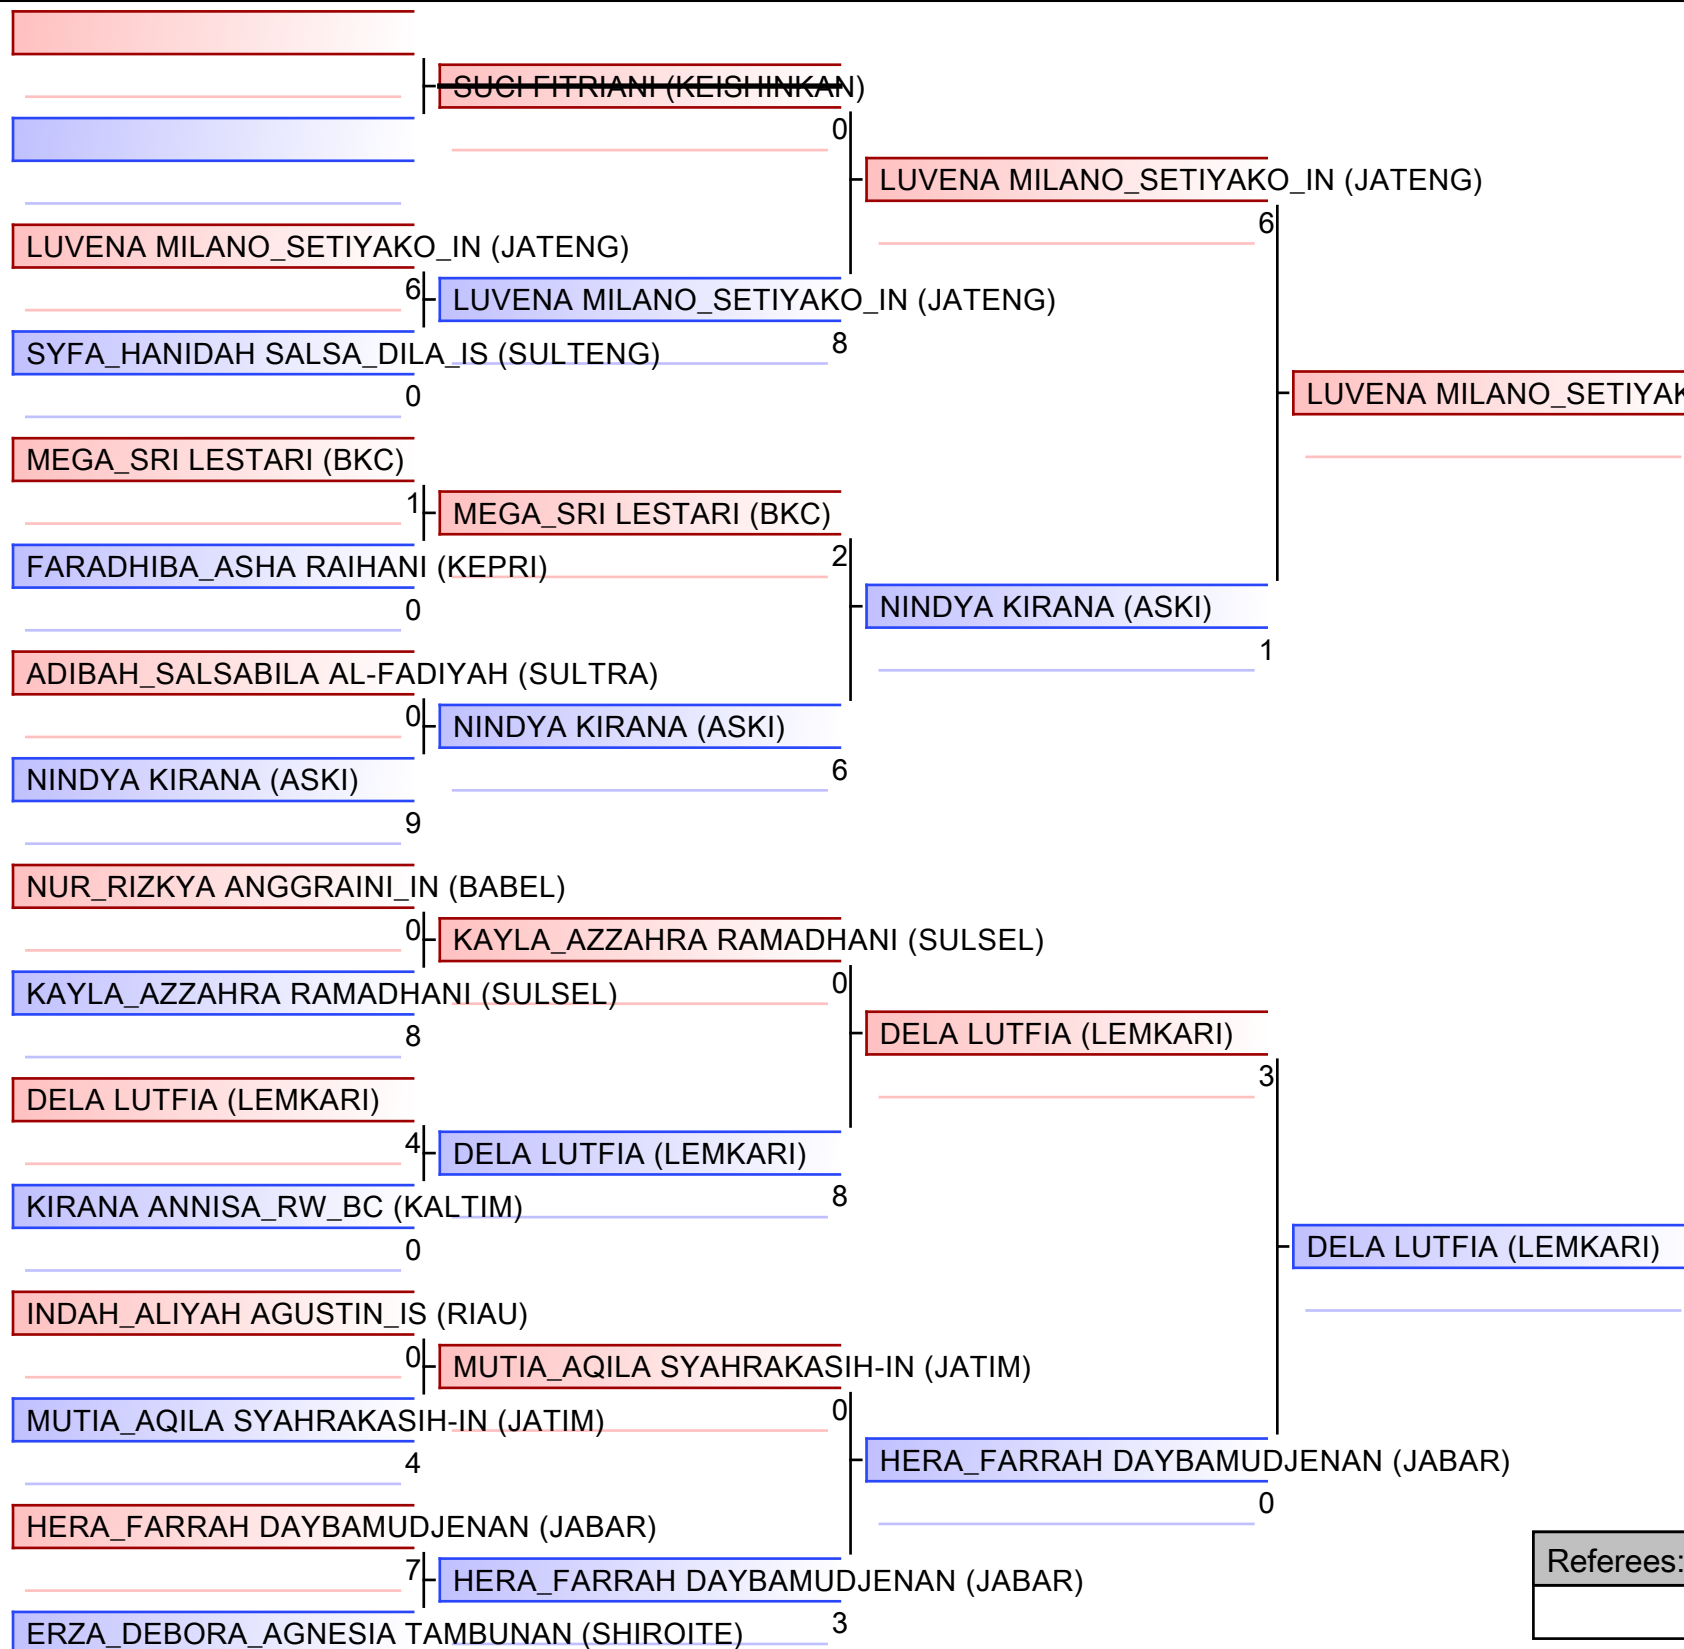 SUCI FITRIANI (KEISHINKAN)
0
LUVENA MILANO_SETIYAKO_IN (JATENG)
6
LUVENA MILANO_SETIYAKO_IN (JATENG)
6
LUVENA MILANO_SETIYAKO_IN (JATENG)
8
SYFA_HANIDAH SALSA_DILA_IS (SULTENG)
0
LUVENA MILANO_SETIYAK
MEGA_SRI LESTARI (BKC)
1
MEGA_SRI LESTARI (BKC)
2
FARADHIBA_ASHA RAIHANI (KEPRI)
0
NINDYA KIRANA (ASKI)
1
ADIBAH_SALSABILA AL-FADIYAH (SULTRA)
0
NINDYA KIRANA (ASKI)
6
NINDYA KIRANA (ASKI)
9
NUR_RIZKYA ANGGRAINI_IN (BABEL)
0
KAYLA_AZZAHRA RAMADHANI (SULSEL)
0
KAYLA_AZZAHRA RAMADHANI (SULSEL)
8
DELA LUTFIA (LEMKARI)
3
DELA LUTFIA (LEMKARI)
4
DELA LUTFIA (LEMKARI)
8
KIRANA ANNISA_RW_BC (KALTIM)
0
DELA LUTFIA (LEMKARI)
INDAH_ALIYAH AGUSTIN_IS (RIAU)
0
MUTIA_AQILA SYAHRAKASIH-IN (JATIM)
0
MUTIA_AQILA SYAHRAKASIH-IN (JATIM)
4
HERA_FARRAH DAYBAMUDJENAN (JABAR)
0
HERA_FARRAH DAYBAMUDJENAN (JABAR)
7
HERA_FARRAH DAYBAMUDJENAN (JABAR)
3
ERZA_DEBORA_AGNESIA TAMBUNAN (SHIROITE)
Referees: